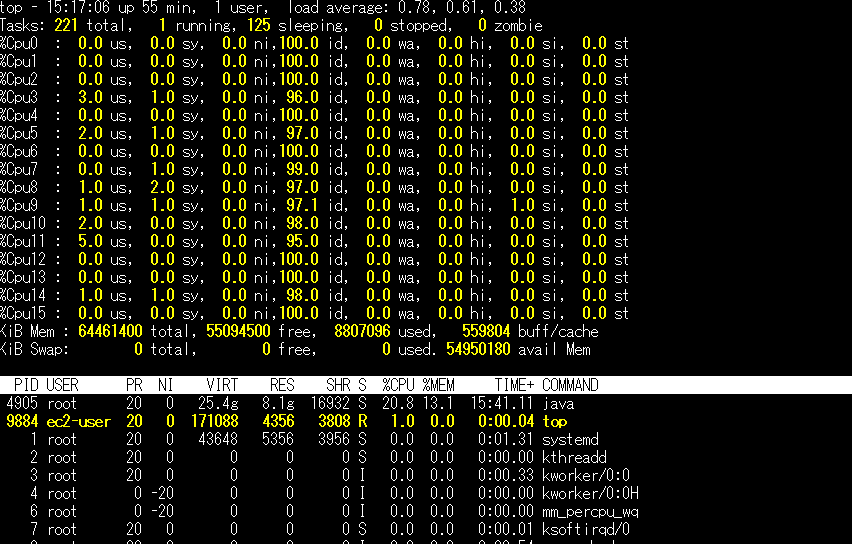 top - 15:17:06 up 55 min,  1 user,  load average: 0.78, 0.61, 0.38
Tasks: 221 total,   1 running, 125 sleeping,   0 stopped,   0 zombie
%Cpu0  :  0.0 us,  0.0 sy,  0.0 ni,100.0 id,  0.0 wa,  0.0 hi,  0.0 si,  0.0 st
%Cpu1  :  0.0 us,  0.0 sy,  0.0 ni,100.0 id,  0.0 wa,  0.0 hi,  0.0 si,  0.0 st
%Cpu2  :  0.0 us,  0.0 sy,  0.0 ni,100.0 id,  0.0 wa,  0.0 hi,  0.0 si,  0.0 st
%Cpu3  :  3.0 us,  1.0 sy,  0.0 ni, 96.0 id,  0.0 wa,  0.0 hi,  0.0 si,  0.0 st
%Cpu4  :  0.0 us,  0.0 sy,  0.0 ni,100.0 id,  0.0 wa,  0.0 hi,  0.0 si,  0.0 st
%Cpu5  :  2.0 us,  1.0 sy,  0.0 ni, 97.0 id,  0.0 wa,  0.0 hi,  0.0 si,  0.0 st
%Cpu6  :  0.0 us,  0.0 sy,  0.0 ni,100.0 id,  0.0 wa,  0.0 hi,  0.0 si,  0.0 st
%Cpu7  :  0.0 us,  1.0 sy,  0.0 ni, 99.0 id,  0.0 wa,  0.0 hi,  0.0 si,  0.0 st
%Cpu8  :  1.0 us,  2.0 sy,  0.0 ni, 97.0 id,  0.0 wa,  0.0 hi,  0.0 si,  0.0 st
%Cpu9  :  1.0 us,  1.0 sy,  0.0 ni, 97.1 id,  0.0 wa,  0.0 hi,  1.0 si,  0.0 st
%Cpu10 :  2.0 us,  0.0 sy,  0.0 ni, 98.0 id,  0.0 wa,  0.0 hi,  0.0 si,  0.0 st
%Cpu11 :  5.0 us,  0.0 sy,  0.0 ni, 95.0 id,  0.0 wa,  0.0 hi,  0.0 si,  0.0 st
%Cpu12 :  0.0 us,  0.0 sy,  0.0 ni,100.0 id,  0.0 wa,  0.0 hi,  0.0 si,  0.0 st
%Cpu13 :  0.0 us,  0.0 sy,  0.0 ni,100.0 id,  0.0 wa,  0.0 hi,  0.0 si,  0.0 st
%Cpu14 :  1.0 us,  1.0 sy,  0.0 ni, 98.0 id,  0.0 wa,  0.0 hi,  0.0 si,  0.0 st
%Cpu15 :  0.0 us,  0.0 sy,  0.0 ni,100.0 id,  0.0 wa,  0.0 hi,  0.0 si,  0.0 st
KiB Mem : 64461400 total, 55094500 free,  8807096 used,   559804 buff/cache
KiB Swap:        0 total,        0 free,        0 used. 54950180 avail Mem
PID USER      PR  NI    VIRT    RES    SHR S  %CPU %MEM     TIME+ COMMAND
4905 root      20   0   25.4g   8.1g  16932 S  20.8 13.1  15:41.11 java
9884 ec2-user  20   0  171088   4356   3808 R   1.0  0.0   0:00.04 top
1 root      20   0   43648   5356   3956 S   0.0  0.0   0:01.31 systemd
2 root      20   0       0      0      0 S   0.0  0.0   0:00.00 kthreadd
3 root      20   0       0      0      0 I   0.0  0.0   0:00.33 kworker/0:0
4 root       0 -20       0      0      0 I   0.0  0.0   0:00.00 kworker/0:0H
6 root       0 -20       0      0      0 I   0.0  0.0   0:00.00 mm_percpu_wq
7 root      20   0       0      0      0 S   0.0  0.0   0:00.01 ksoftirqd/0